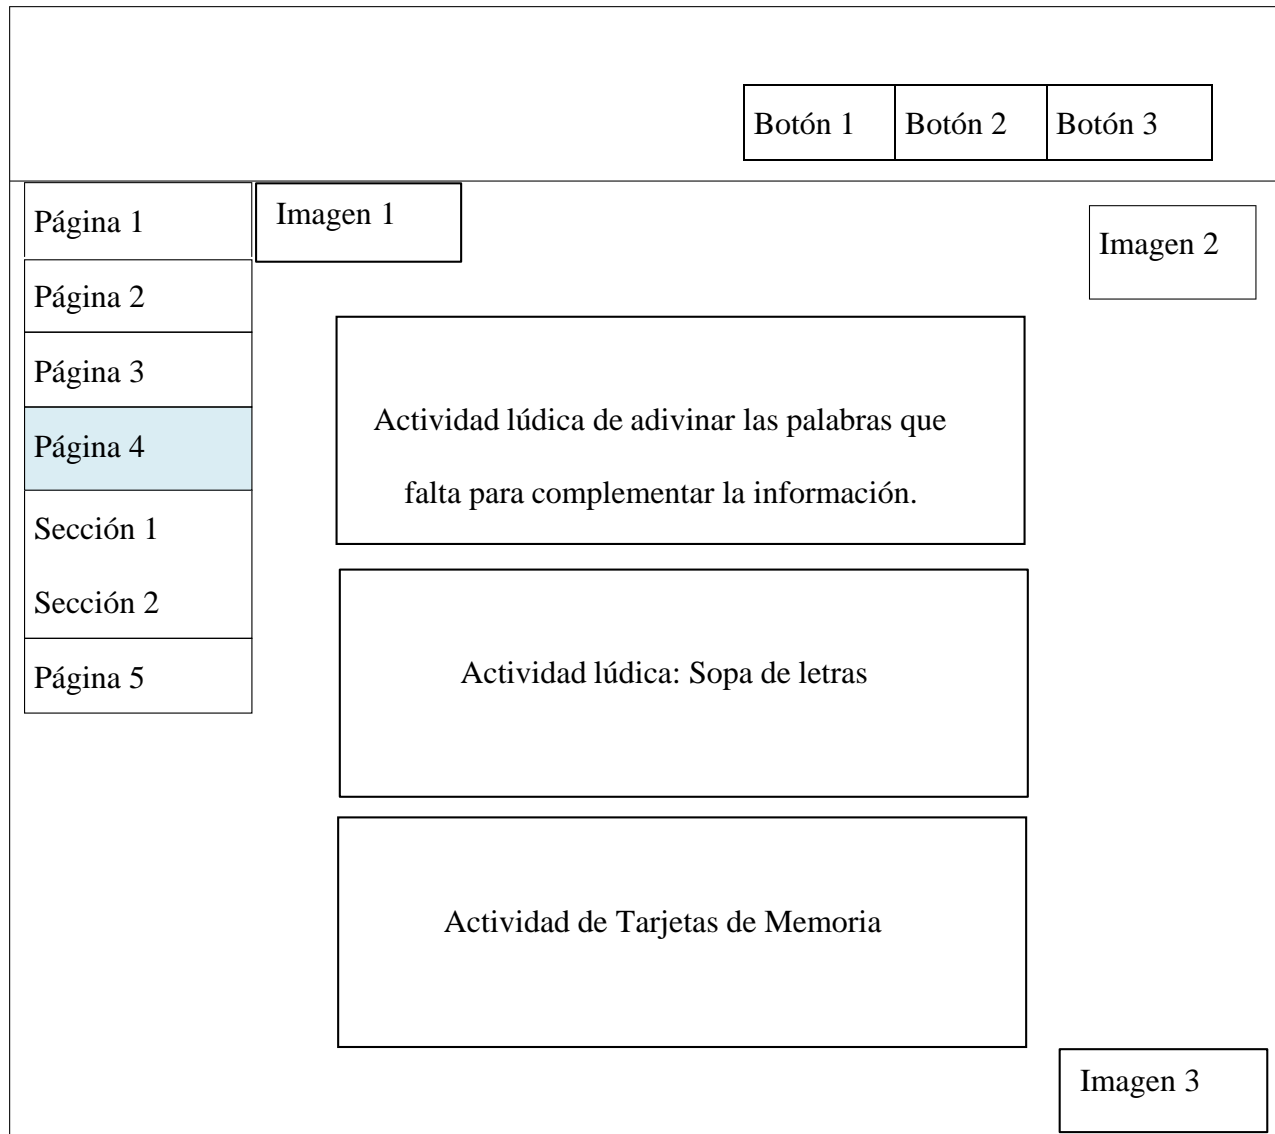 Botón 1 Botón 2 Botón 3
Página 1
Página 2
Página 3
Página 4
Sección 1
Sección 2
Página 5
Imagen 1
Imagen 2
Actividad lúdica de adivinar las palabras que
falta para complementar la información.
Actividad lúdica: Sopa de letras
Actividad de Tarjetas de Memoria
Imagen 3